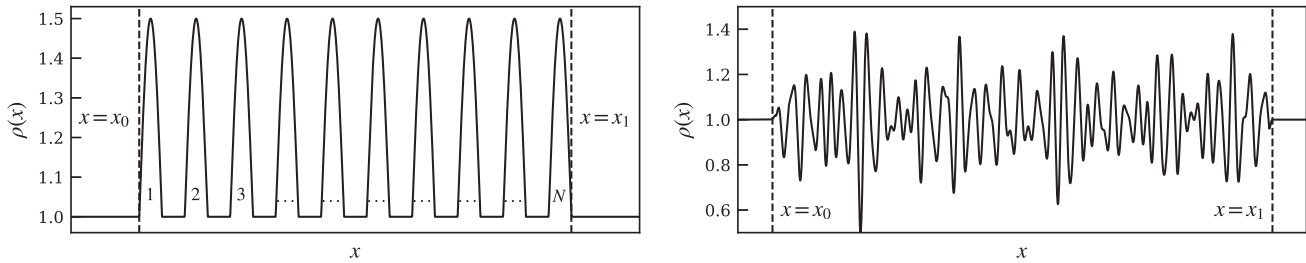 1.5
1.4
1.3
1.2
1.1
1.0
ρ(x)
x = x₀
x = x₁
1 2 3 ... ... ... ... ... ... N
x
1.4
1.2
1.0
0.8
0.6
ρ(x)
x = x₀
x = x₁
x